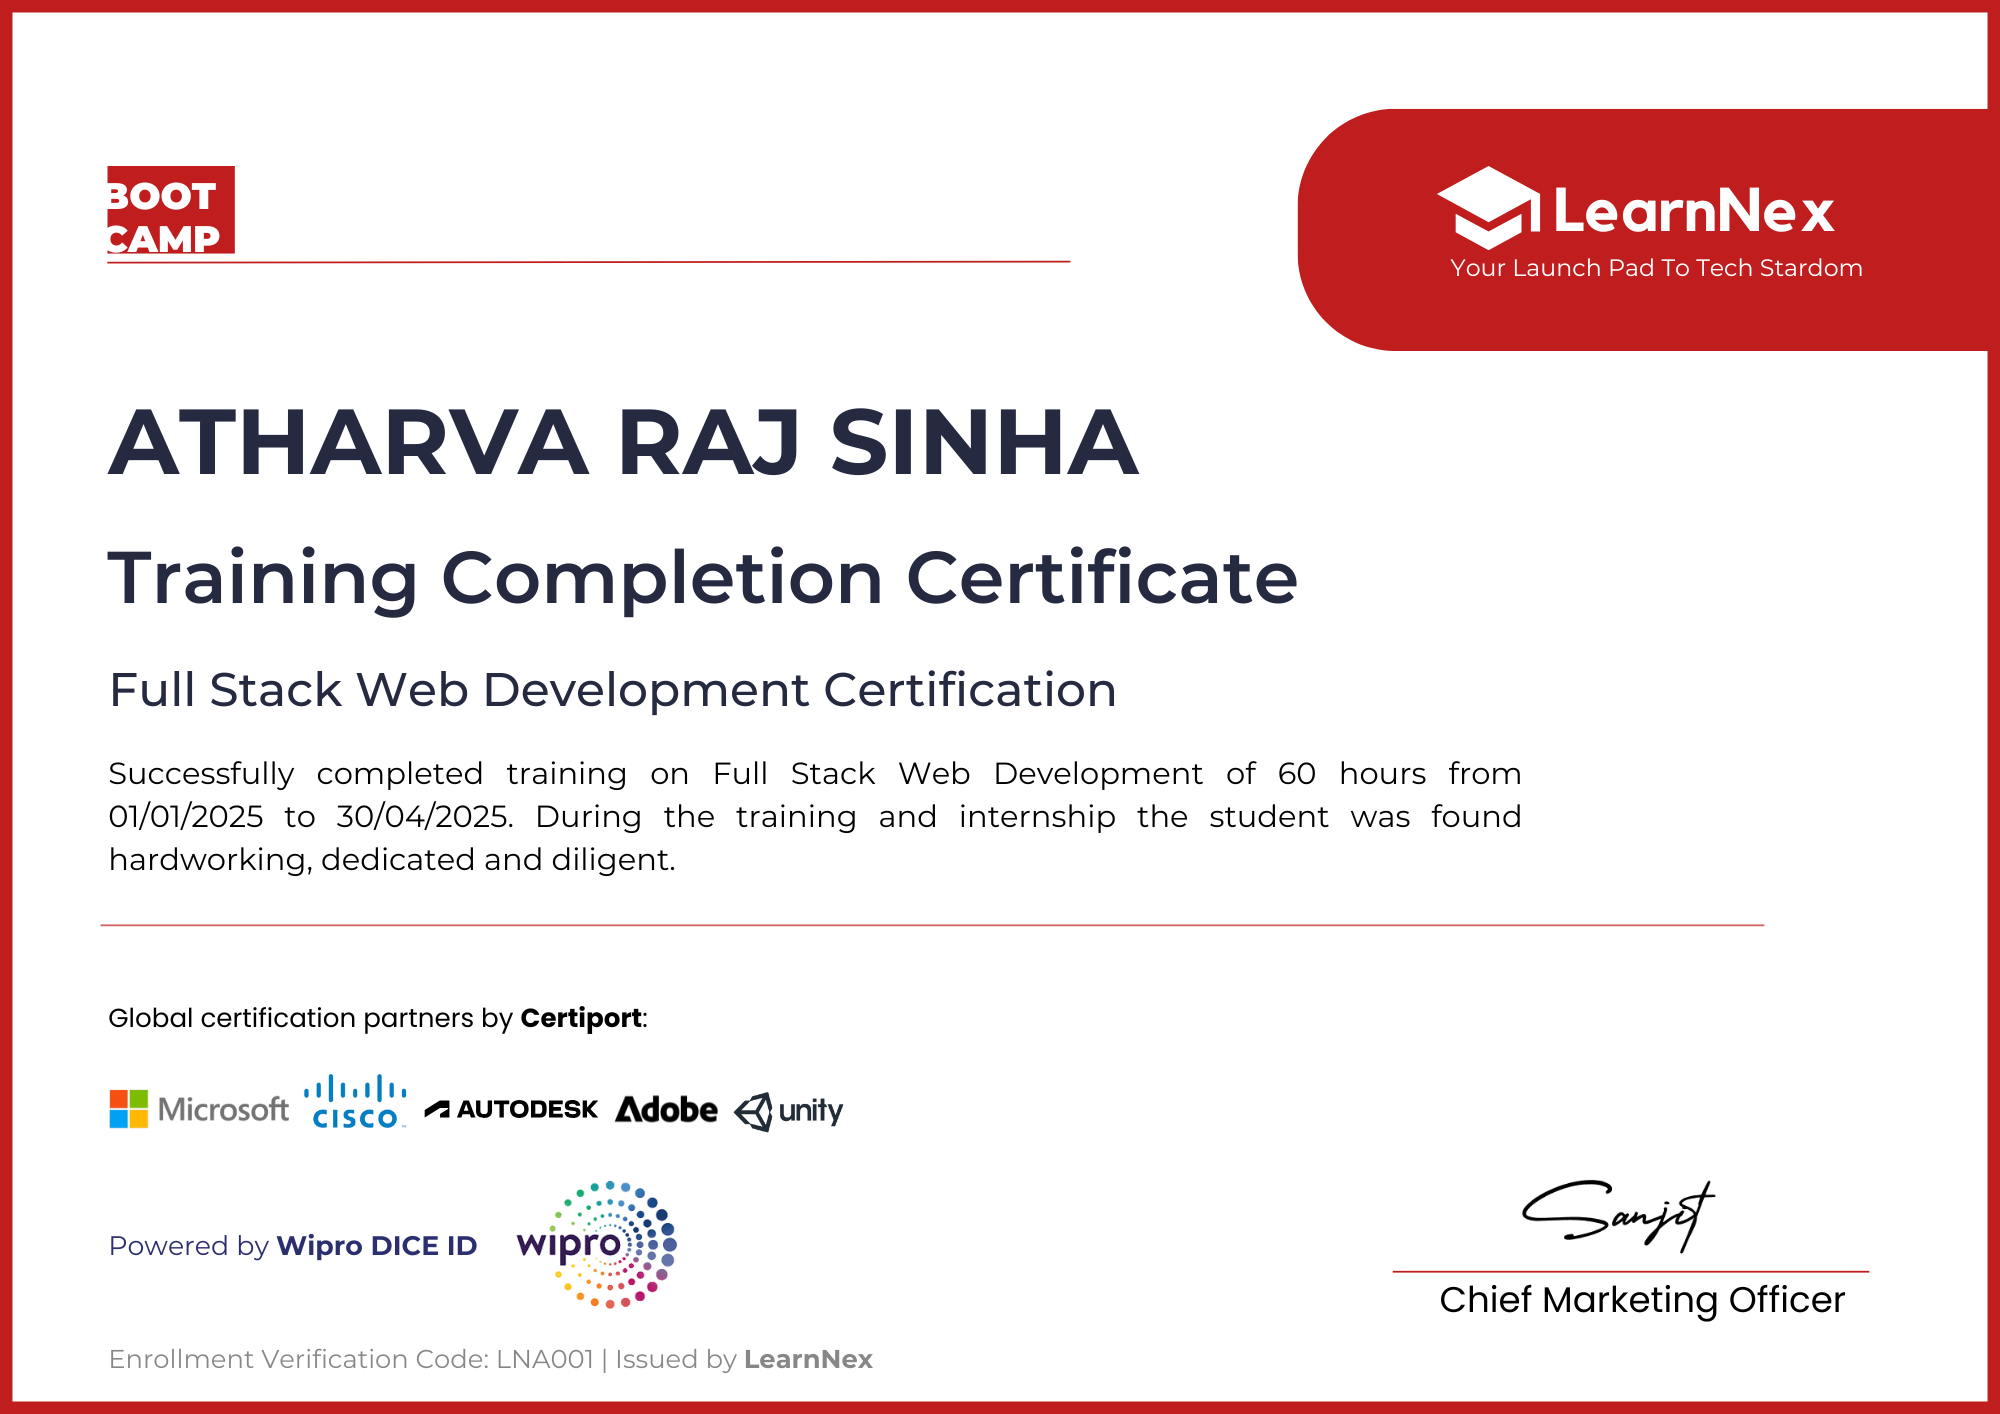 BOOT
CAMP
LearnNex
Your Launch Pad To Tech Stardom
ATHARVA RAJ SINHA
Training Completion Certificate
Full Stack Web Development Certification
Successfully completed training on Full Stack Web Development of 60 hours from
01/01/2025 to 30/04/2025. During the training and internship the student was found
hardworking, dedicated and diligent.
Global certification partners by Certiport:
Microsoft CISCO AUTODESK Adobe unity
Powered by Wipro DICE ID wipro
Sanjit
Chief Marketing Officer
Enrollment Verification Code: LNA001 | Issued by LearnNex